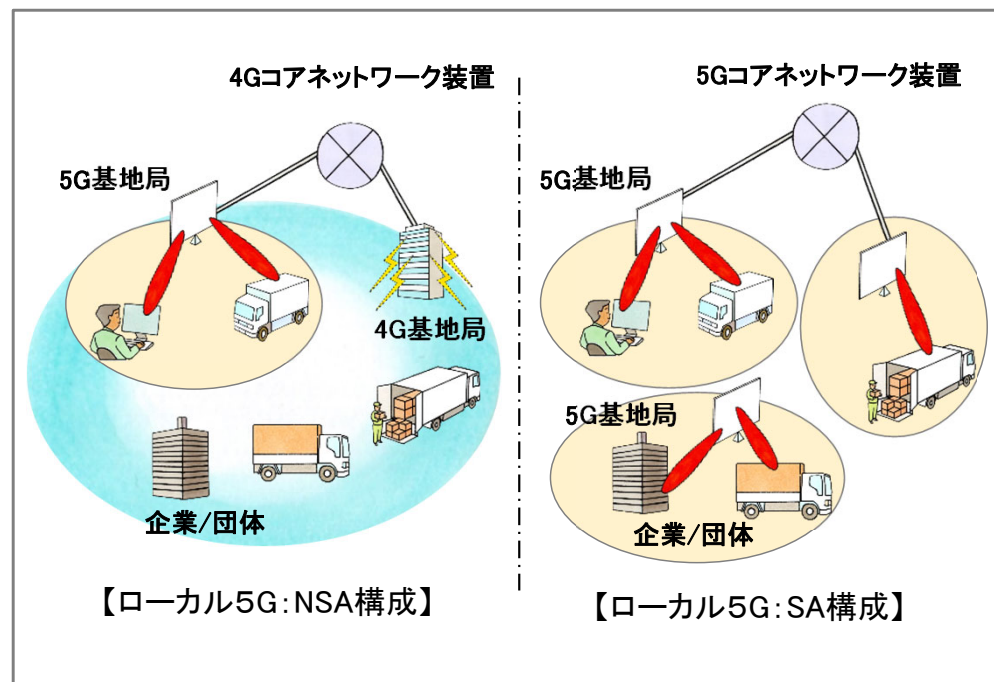 4Gコアネットワーク装置
5G基地局
4G基地局
企業/団体
【ローカル5G:NSA構成】
5Gコアネットワーク装置
5G基地局
5G基地局
企業/団体
【ローカル5G:SA構成】